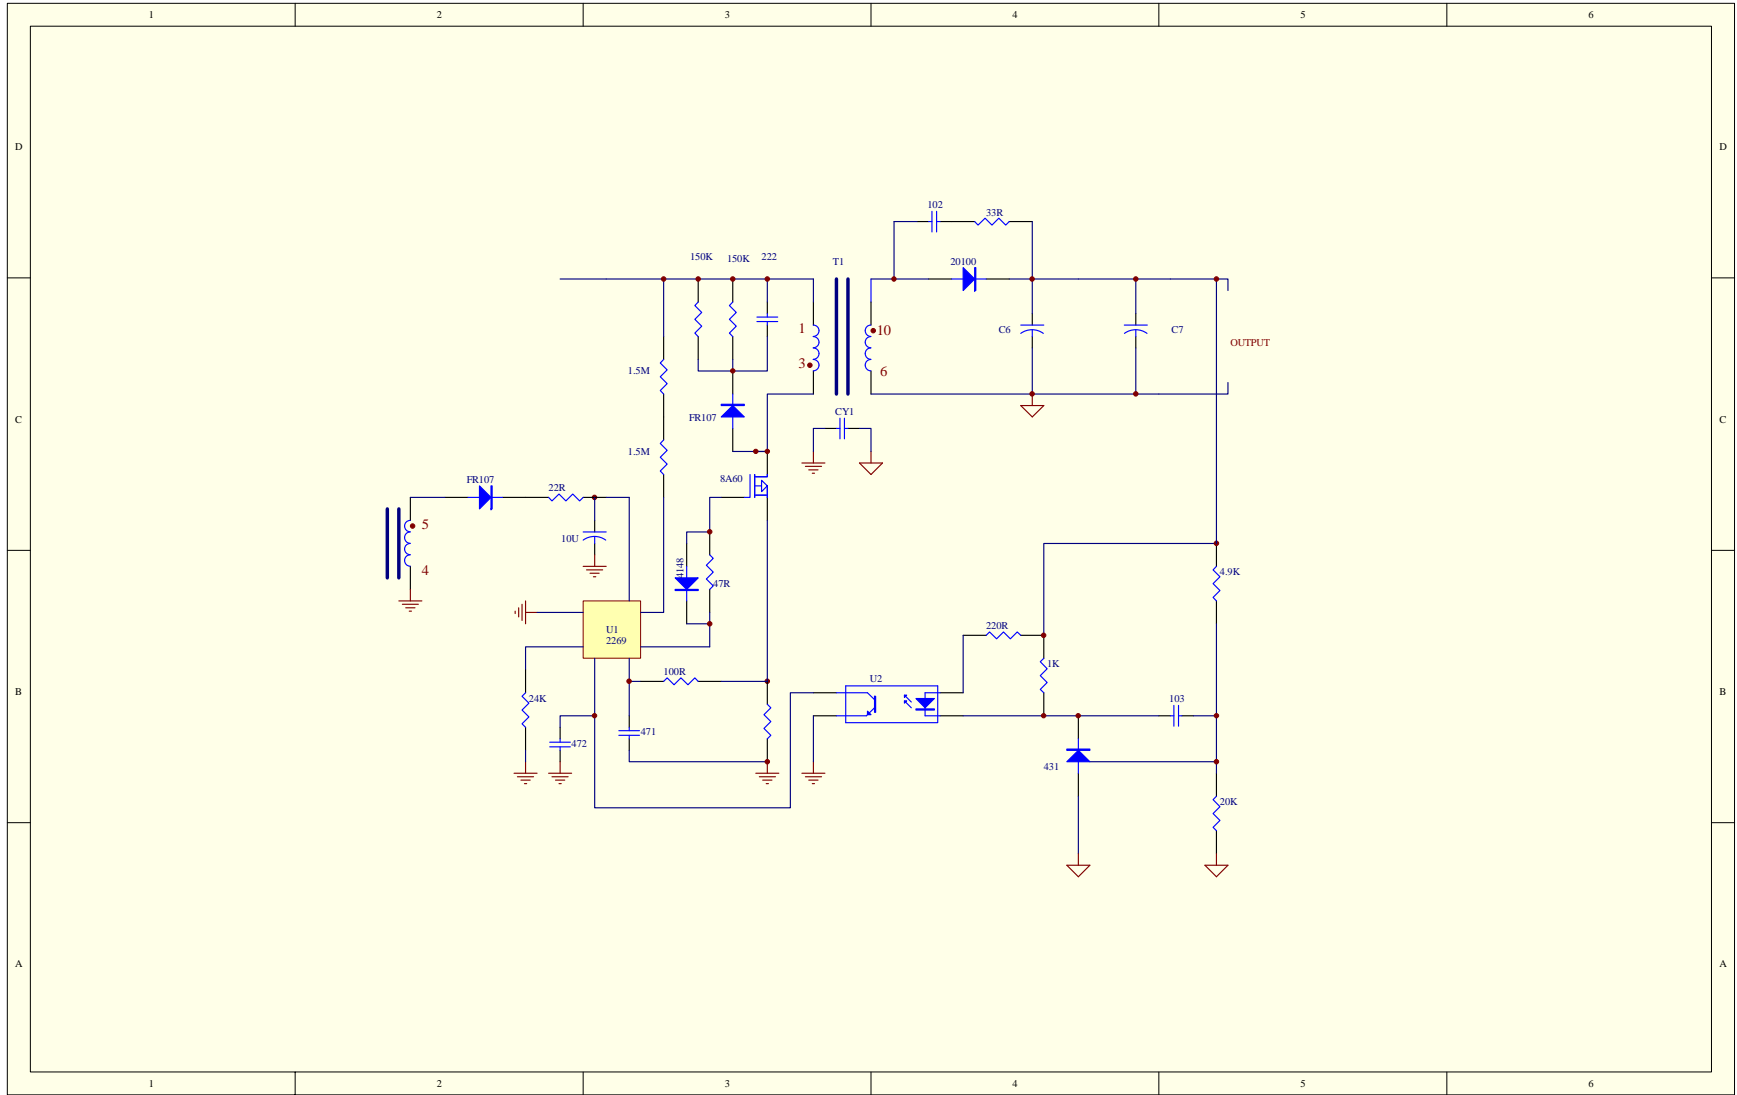 1 2 3 4 5 6
D D
102
33R
150K 150K 222
T1
20100
1 10
C6 C7
OUTPUT
3 6
1.5M
FR107
CY1
C C
1.5M
FR107
22R
8A60
5
10U
4
4148
47R
4.9K
U1
2269
220R
1K
100R
U2
B B
24K
103
471
472
431
20K
A A
1 2 3 4 5 6